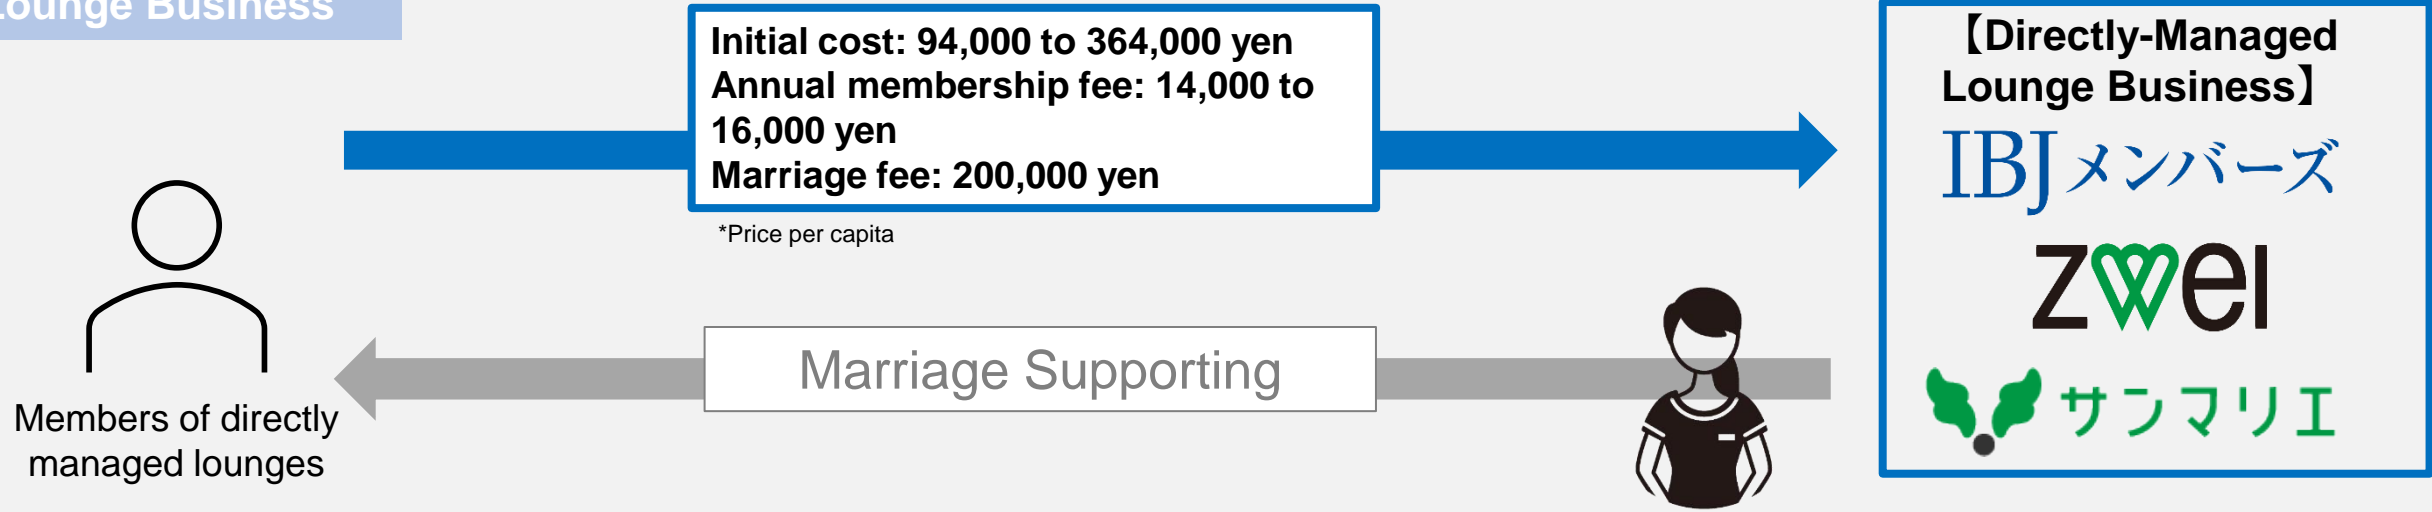 Lounge Business
Initial cost: 94,000 to 364,000 yen
Annual membership fee: 14,000 to
16,000 yen
Marriage fee: 200,000 yen
*Price per capita
Marriage Supporting
Members of directly
managed lounges
【Directly-Managed
Lounge Business】
IBJメンバーズ
zwei
サンマリエ